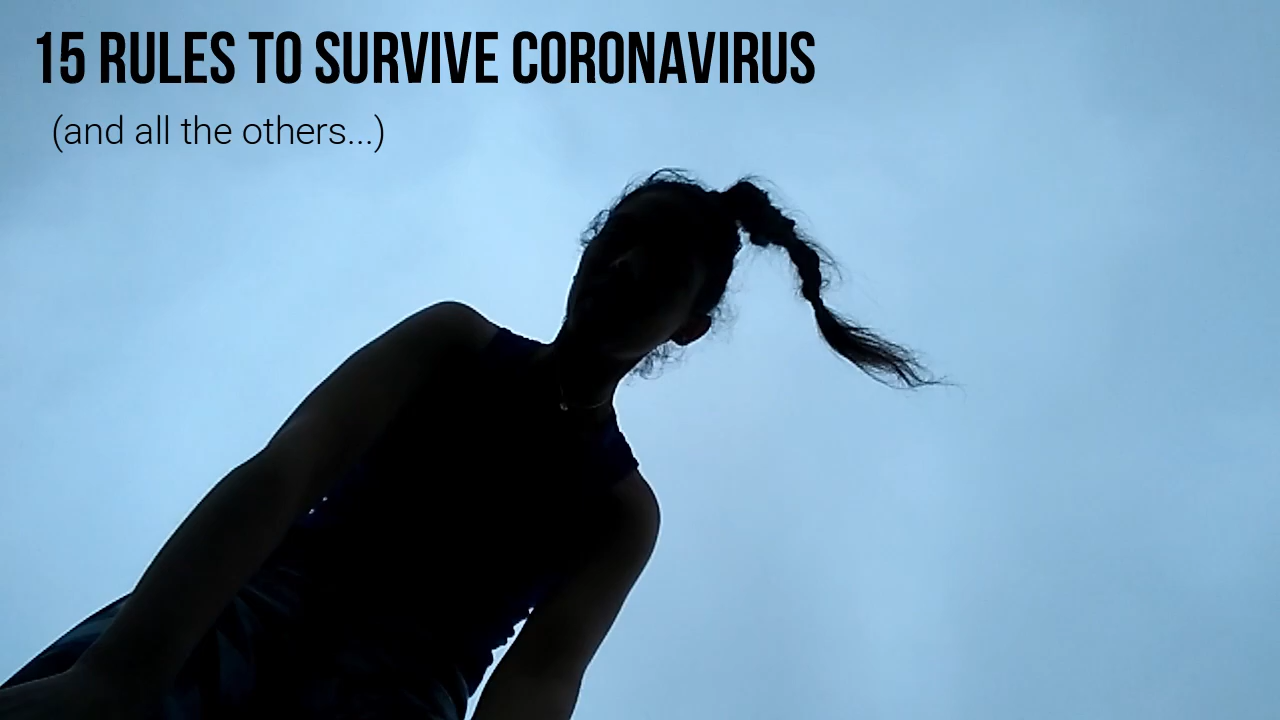 15 RULES TO SURVIVE CORONAVIRUS
(and all the others...)